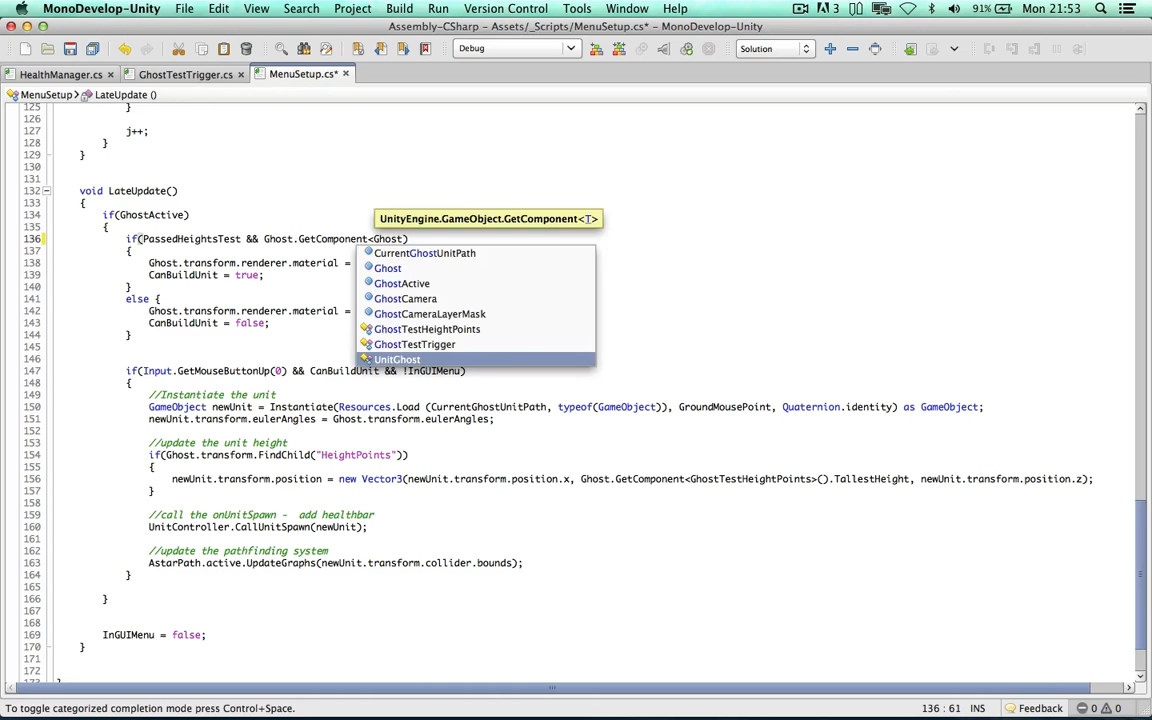 MonoDevelop-Unity File Edit View Search Project Build Run Version Control Tools Window Help 3 91% Mon 21:53
Assembly-CSharp - Assets/_Scripts/MenuSetup.cs* - MonoDevelop-Unity
Debug Solution
HealthManager.cs × GhostTestTrigger.cs × MenuSetup.cs* ×
MenuSetup LateUpdate ()
125 }
126
127 j++;
128 }
129 }
130
131
132 void LateUpdate()
133 {
134 if(GhostActive)
135 {
UnityEngine.GameObject.GetComponent<T>
136 if(PassedHeightsTest && Ghost.GetComponent<Ghost)
137 {
138 Ghost.transform.renderer.material =
139 CanBuildUnit = true;
140 }
141 else {
142 Ghost.transform.renderer.material =
143 CanBuildUnit = false;
144 }
145
146
CurrentGhostUnitPath
Ghost
GhostActive
GhostCamera
GhostCameraLayerMask
GhostTestHeightPoints
GhostTestTrigger
UnitGhost
147 if(Input.GetMouseButtonUp(0) && CanBuildUnit && !InGUIMenu)
148 {
149 //Instantiate the unit
150 GameObject newUnit = Instantiate(Resources.Load (CurrentGhostUnitPath, typeof(GameObject)), GroundMousePoint, Quaternion.identity) as GameObject;
151 newUnit.transform.eulerAngles = Ghost.transform.eulerAngles;
152
153 //update the unit height
154 if(Ghost.transform.FindChild("HeightPoints"))
155 {
156 newUnit.transform.position = new Vector3(newUnit.transform.position.x, Ghost.GetComponent<GhostTestHeightPoints>().TallestHeight, newUnit.transform.position.z);
157 }
158
159 //call the onUnitSpawn - add healthbar
160 UnitController.CallUnitSpawn(newUnit);
161
162 //update the pathfinding system
163 AstarPath.active.UpdateGraphs(newUnit.transform.collider.bounds);
164 }
165
166 }
167
168
169 InGUIMenu = false;
170 }
171
172
173 }
To toggle categorized completion mode press Control+Space. 136 : 61 INS Feedback 0 0